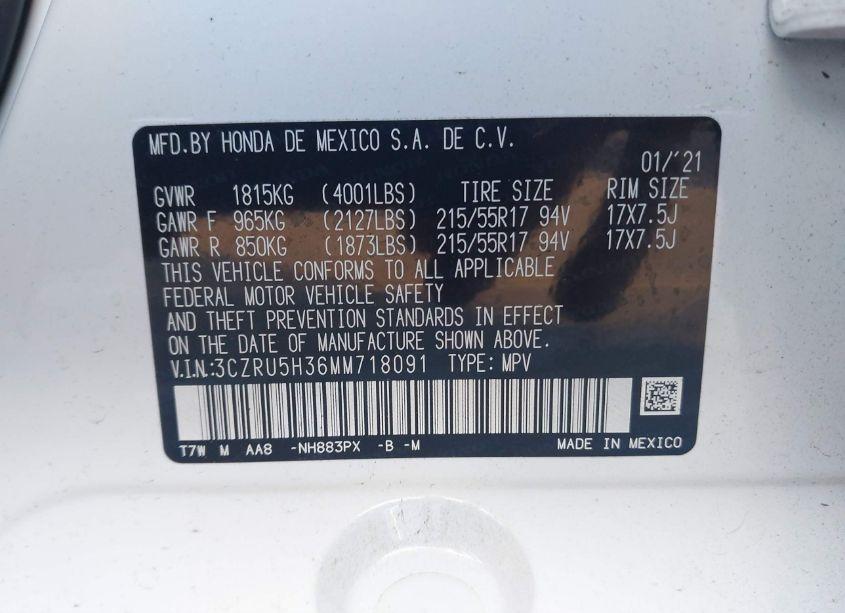 MFD.BY HONDA DE MEXICO S.A. DE C.V.
01/'21
GVWR 1815KG (4001LBS) TIRE SIZE RIM SIZE
GAWR F 965KG (2127LBS) 215/55R17 94V 17X7.5J
GAWR R 850KG (1873LBS) 215/55R17 94V 17X7.5J
THIS VEHICLE CONFORMS TO ALL APPLICABLE
FEDERAL MOTOR VEHICLE SAFETY
AND THEFT PREVENTION STANDARDS IN EFFECT
ON THE DATE OF MANUFACTURE SHOWN ABOVE.
V.I.N.:3CZRU5H36MM718091 TYPE: MPV
T7W M AA8 -NH883PX -B -M MADE IN MEXICO